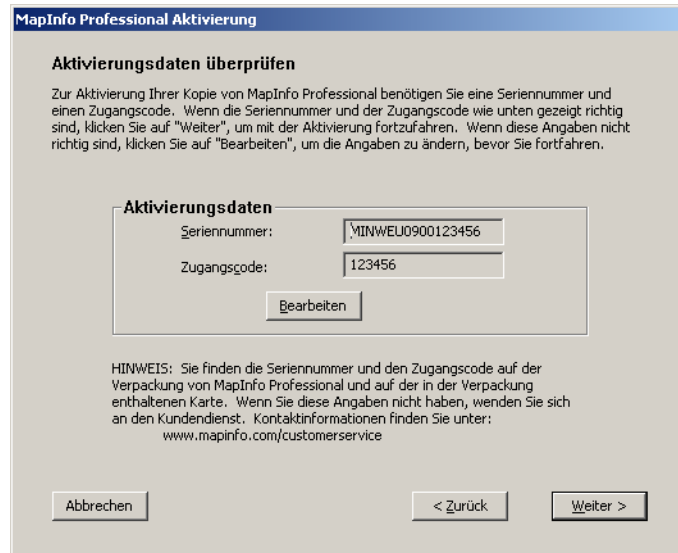 MapInfo Professional Aktivierung
Aktivierungsdaten überprüfen
Zur Aktivierung Ihrer Kopie von MapInfo Professional benötigen Sie eine Seriennummer und
einen Zugangscode. Wenn die Seriennummer und der Zugangscode wie unten gezeigt richtig
sind, klicken Sie auf "Weiter", um mit der Aktivierung fortzufahren. Wenn diese Angaben nicht
richtig sind, klicken Sie auf "Bearbeiten", um die Angaben zu ändern, bevor Sie fortfahren.
Aktivierungsdaten
Seriennummer: MINWEU0900123456
Zugangscode: 123456
Bearbeiten
HINWEIS: Sie finden die Seriennummer und den Zugangscode auf der
Verpackung von MapInfo Professional und auf der in der Verpackung
enthaltenen Karte. Wenn Sie diese Angaben nicht haben, wenden Sie sich
an den Kundendienst. Kontaktinformationen finden Sie unter:
www.mapinfo.com/customerservice
Abbrechen < Zurück Weiter >